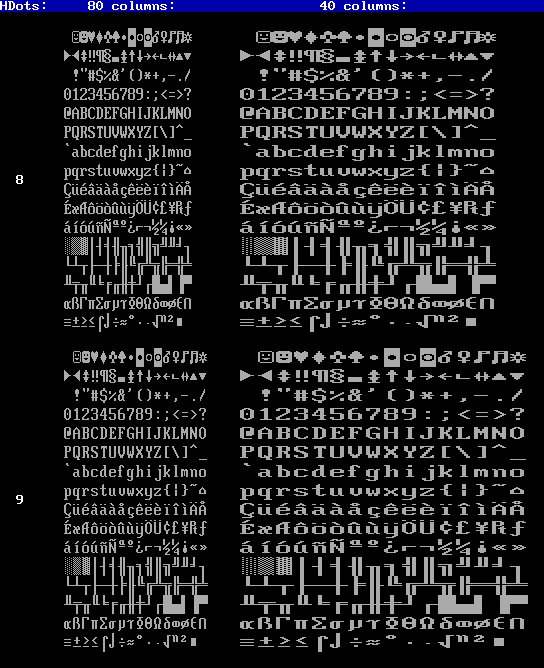 HDots: 80 columns: 40 columns:
☺☻♥♦♣♠•◘○◙♂♀♪♫☼ ☺☻♥♦♣♠•◘○◙♂♀♪♫☼
►◄↕‼¶§▬↨↑↓→←∟↔▲▼ ►◄↕‼¶§▬↨↑↓→←∟↔▲▼
!"#$%&'()*+,-./ !"#$%&'()*+,-./
0123456789:;<=>? 0123456789:;<=>?
@ABCDEFGHIJKLMNO @ABCDEFGHIJKLMNO
PQRSTUVWXYZ[\]^_ PQRSTUVWXYZ[\]^_
`abcdefghijklmno `abcdefghijklmno
pqrstuvwxyz{|}~⌂ pqrstuvwxyz{|}~⌂
8
ÇüéâäàåçêëèïîìÄÅ ÇüéâäàåçêëèïîìÄÅ
ÉæÆôöòûùÿÖÜ¢£¥₧ƒ ÉæÆôöòûùÿÖÜ¢£¥₧ƒ
áíóúñÑªº¿⌐¬½¼¡«» áíóúñÑªº¿⌐¬½¼¡«»
░▒▓│┤╡╢╖╕╣║╗╝╜╛┐ ░▒▓│┤╡╢╖╕╣║╗╝╜╛┐
└┴┬├─┼╞╟╚╔╩╦╠═╬╧ └┴┬├─┼╞╟╚╔╩╦╠═╬╧
╨╤╥╙╘╒╓╫╪┘┌█▄▌▐▀ ╨╤╥╙╘╒╓╫╪┘┌█▄▌▐▀
αßΓπΣσµτΦΘΩδ∞φε∩ αßΓπΣσµτΦΘΩδ∞φε∩
≡±≥≤⌠⌡÷≈°∙·√ⁿ²■ ≡±≥≤⌠⌡÷≈°∙·√ⁿ²■
☺☻♥♦♣♠•◘○◙♂♀♪♫☼ ☺☻♥♦♣♠•◘○◙♂♀♪♫☼
►◄↕‼¶§▬↨↑↓→←∟↔▲▼ ►◄↕‼¶§▬↨↑↓→←∟↔▲▼
!"#$%&'()*+,-./ !"#$%&'()*+,-./
0123456789:;<=>? 0123456789:;<=>?
@ABCDEFGHIJKLMNO @ABCDEFGHIJKLMNO
PQRSTUVWXYZ[\]^_ PQRSTUVWXYZ[\]^_
`abcdefghijklmno `abcdefghijklmno
pqrstuvwxyz{|}~⌂ pqrstuvwxyz{|}~⌂
9
ÇüéâäàåçêëèïîìÄÅ ÇüéâäàåçêëèïîìÄÅ
ÉæÆôöòûùÿÖÜ¢£¥₧ƒ ÉæÆôöòûùÿÖÜ¢£¥₧ƒ
áíóúñÑªº¿⌐¬½¼¡«» áíóúñÑªº¿⌐¬½¼¡«»
░▒▓│┤╡╢╖╕╣║╗╝╜╛┐ ░▒▓│┤╡╢╖╕╣║╗╝╜╛┐
└┴┬├─┼╞╟╚╔╩╦╠═╬╧ └┴┬├─┼╞╟╚╔╩╦╠═╬╧
╨╤╥╙╘╒╓╫╪┘┌█▄▌▐▀ ╨╤╥╙╘╒╓╫╪┘┌█▄▌▐▀
αßΓπΣσµτΦΘΩδ∞φε∩ αßΓπΣσµτΦΘΩδ∞φε∩
≡±≥≤⌠⌡÷≈°∙·√ⁿ²■ ≡±≥≤⌠⌡÷≈°∙·√ⁿ²■